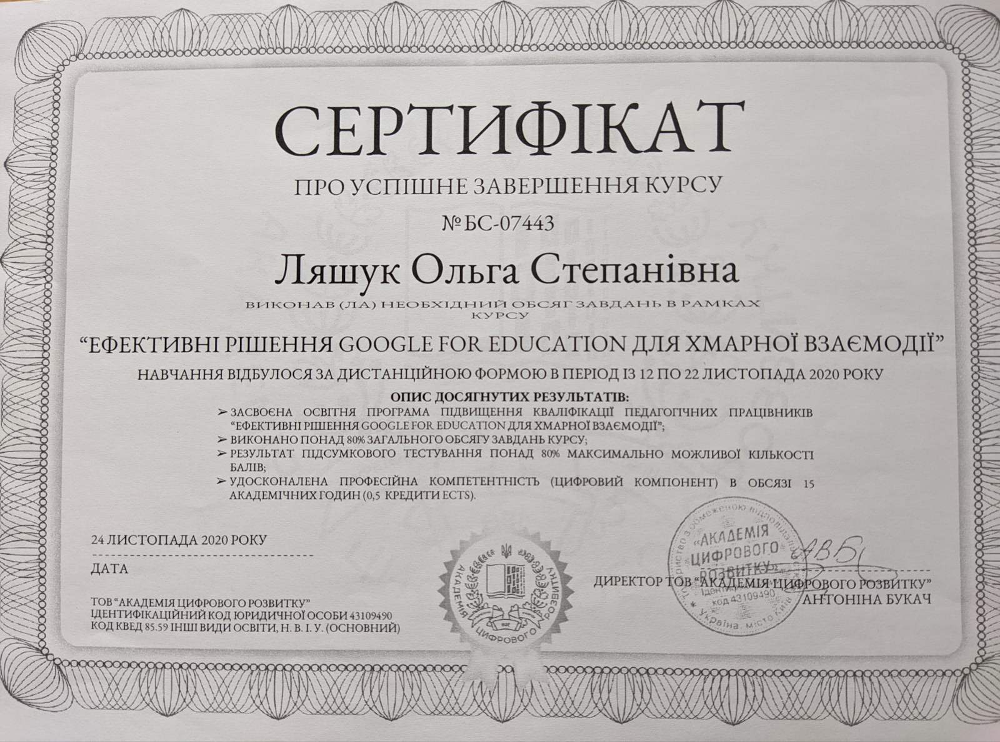 СЕРТИФІКАТ
ПРО УСПІШНЕ ЗАВЕРШЕННЯ КУРСУ
№БС-07443
Ляшук Ольга Степанівна
ВИКОНАВ (ЛА) НЕОБХІДНИЙ ОБСЯГ ЗАВДАНЬ В РАМКАХ
КУРСУ
“ЕФЕКТИВНІ РІШЕННЯ GOOGLE FOR EDUCATION ДЛЯ ХМАРНОЇ ВЗАЄМОДІЇ”
НАВЧАННЯ ВІДБУЛОСЯ ЗА ДИСТАНЦІЙНОЮ ФОРМОЮ В ПЕРІОД ІЗ 12 ПО 22 ЛИСТОПАДА 2020 РОКУ
ОПИС ДОСЯГНУТИХ РЕЗУЛЬТАТІВ:
➢ ЗАСВОЄНА ОСВІТНЯ ПРОГРАМА ПІДВИЩЕННЯ КВАЛІФІКАЦІЇ ПЕДАГОГІЧНИХ ПРАЦІВНИКІВ
“ЕФЕКТИВНІ РІШЕННЯ GOOGLE FOR EDUCATION ДЛЯ ХМАРНОЇ ВЗАЄМОДІЇ”;
➢ ВИКОНАНО ПОНАД 80% ЗАГАЛЬНОГО ОБСЯГУ ЗАВДАНЬ КУРСУ;
➢ РЕЗУЛЬТАТ ПІДСУМКОВОГО ТЕСТУВАННЯ ПОНАД 80% МАКСИМАЛЬНО МОЖЛИВОЇ КІЛЬКОСТІ
БАЛІВ;
➢ УДОСКОНАЛЕНА ПРОФЕСІЙНА КОМПЕТЕНТНІСТЬ (ЦИФРОВИЙ КОМПОНЕНТ) В ОБСЯЗІ 15
АКАДЕМІЧНИХ ГОДИН (0,5 КРЕДИТИ ECTS).
24 ЛИСТОПАДА 2020 РОКУ
ДАТА
ТОВ “АКАДЕМІЯ ЦИФРОВОГО РОЗВИТКУ”
ІДЕНТИФІКАЦІЙНИЙ КОД ЮРИДИЧНОЇ ОСОБИ 43109490
КОД КВЕД 85.59 ІНШІ ВИДИ ОСВІТИ, Н. В. І. У. (ОСНОВНИЙ)
АКАДЕМІЯ ЦИФРОВОГО РОЗВИТКУ
Товариство з обмеженою відповідальністю
«АКАДЕМІЯ
ЦИФРОВОГО
РОЗВИТКУ»
код 43109490
* Україна, місто Київ
ДИРЕКТОР ТОВ “АКАДЕМІЯ ЦИФРОВОГО РОЗВИТКУ”
АНТОНІНА БУКАЧ